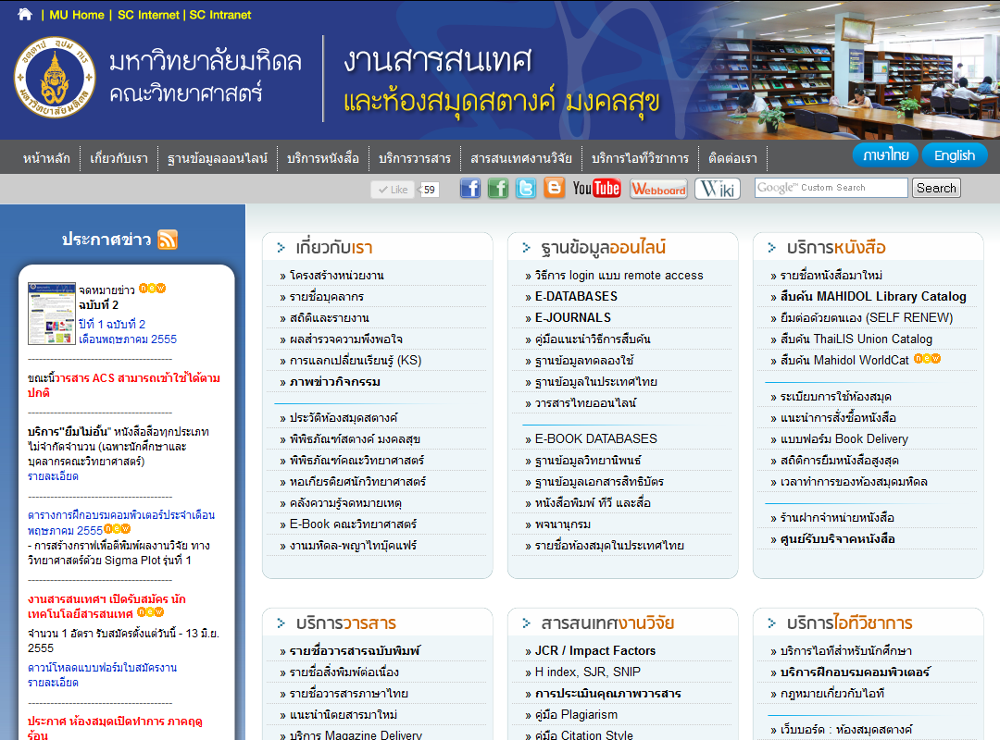 | MU Home | SC Internet | SC Intranet
มหาวิทยาลัยมหิดล
คณะวิทยาศาสตร์
งานสารสนเทศ
และห้องสมุดสตางค์ มงคลสุข
หน้าหลัก เกี่ยวกับเรา ฐานข้อมูลออนไลน์ บริการหนังสือ บริการวารสาร สารสนเทศงานวิจัย บริการไอทีวิชาการ ติดต่อเรา
ภาษาไทย English
Like 59 YouTube Webboard Wiki Google™ Custom Search Search
ประกาศข่าว
จดหมายข่าว new
ฉบับที่ 2
ปีที่ 1 ฉบับที่ 2
เดือนพฤษภาคม 2555
ขณะนี้วารสาร ACS สามารถเข้าใช้ได้ตาม
ปกติ
บริการ"ยืมไม่อั้น" หนังสือสื่อทุกประเภท
ไม่จำกัดจำนวน (เฉพาะนักศึกษาและ
บุคลากรคณะวิทยาศาสตร์)
รายละเอียด
ตารางการฝึกอบรมคอมพิวเตอร์ประจำเดือน
พฤษภาคม 2555 new
- การสร้างกราฟเพื่อตีพิมพ์ผลงานวิจัย ทาง
วิทยาศาสตร์ด้วย Sigma Plot รุ่นที่ 1
งานสารสนเทศฯ เปิดรับสมัคร นัก
เทคโนโลยีสารสนเทศ new
จำนวน 1 อัตรา รับสมัครตั้งแต่วันนี้ - 13 มิ.ย.
2555
ดาวน์โหลดแบบฟอร์มใบสมัครงาน
รายละเอียด
ประกาศ ห้องสมุดเปิดทำการ ภาคฤดู
ร้อน
เกี่ยวกับเรา
» โครงสร้างหน่วยงาน
» รายชื่อบุคลากร
» สถิติและรายงาน
» ผลสำรวจความพึงพอใจ
» การแลกเปลี่ยนเรียนรู้ (KS)
» ภาพข่าวกิจกรรม
» ประวัติห้องสมุดสตางค์
» พิพิธภัณฑ์สตางค์ มงคลสุข
» พิพิธภัณฑ์คณะวิทยาศาสตร์
» หอเกียรติยศนักวิทยาศาสตร์
» คลังความรู้จดหมายเหตุ
» E-Book คณะวิทยาศาสตร์
» งานมหิดล-พญาไทบุ๊คแฟร์
ฐานข้อมูลออนไลน์
» วิธีการ login แบบ remote access
» E-DATABASES
» E-JOURNALS
» คู่มือแนะนำวิธีการสืบค้น
» ฐานข้อมูลทดลองใช้
» ฐานข้อมูลในประเทศไทย
» วารสารไทยออนไลน์
» E-BOOK DATABASES
» ฐานข้อมูลวิทยานิพนธ์
» ฐานข้อมูลเอกสารสิทธิบัตร
» หนังสือพิมพ์ ทีวี และสื่อ
» พจนานุกรม
» รายชื่อห้องสมุดในประเทศไทย
บริการหนังสือ
» รายชื่อหนังสือมาใหม่
» สืบค้น MAHIDOL Library Catalog
» ยืมต่อด้วยตนเอง (SELF RENEW)
» สืบค้น ThaiLIS Union Catalog
» สืบค้น Mahidol WorldCat new
» ระเบียบการใช้ห้องสมุด
» แนะนำการสั่งซื้อหนังสือ
» แบบฟอร์ม Book Delivery
» สถิติการยืมหนังสือสูงสุด
» เวลาทำการของห้องสมุดมหิดล
» ร้านฝากจำหน่ายหนังสือ
» ศูนย์รับบริจาคหนังสือ
บริการวารสาร
» รายชื่อวารสารฉบับพิมพ์
» รายชื่อสิ่งพิมพ์ต่อเนื่อง
» รายชื่อวารสารภาษาไทย
» แนะนำนิตยสารมาใหม่
» บริการ Magazine Delivery
สารสนเทศงานวิจัย
» JCR / Impact Factors
» H index, SJR, SNIP
» การประเมินคุณภาพวารสาร
» คู่มือ Plagiarism
» คู่มือ Citation Style
บริการไอทีวิชาการ
» บริการไอทีสำหรับนักศึกษา
» บริการฝึกอบรมคอมพิวเตอร์
» กฎหมายเกี่ยวกับไอที
» เว็บบอร์ด : ห้องสมุดสตางค์